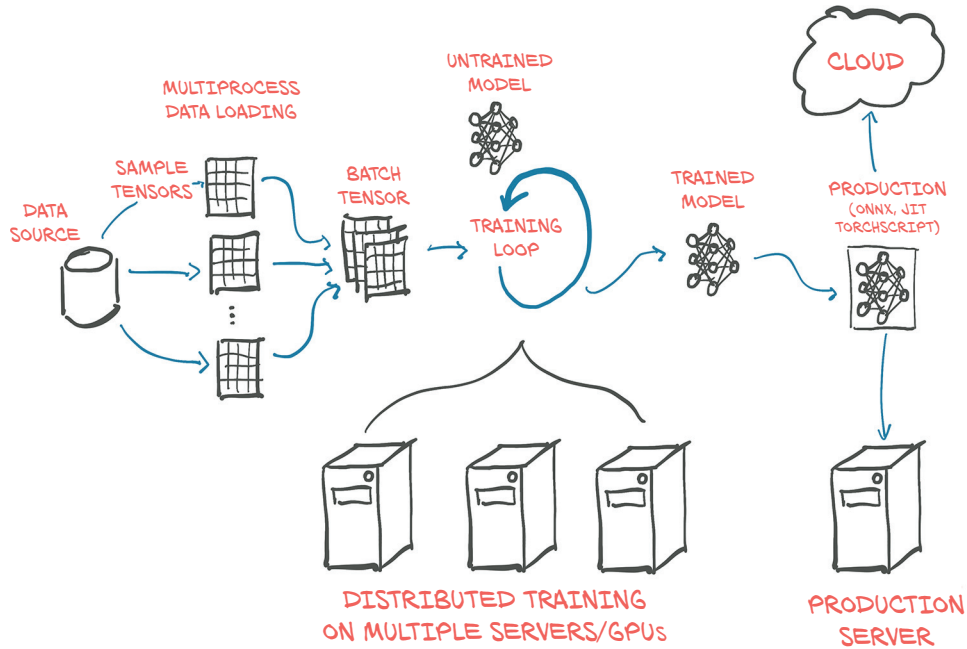 MULTIPROCESS
DATA LOADING
SAMPLE
TENSORS
DATA
SOURCE
BATCH
TENSOR
UNTRAINED
MODEL
TRAINING
LOOP
TRAINED
MODEL
CLOUD
PRODUCTION
(ONNX, JIT
TORCHSCRIPT)
DISTRIBUTED TRAINING
ON MULTIPLE SERVERS/GPUs
PRODUCTION
SERVER